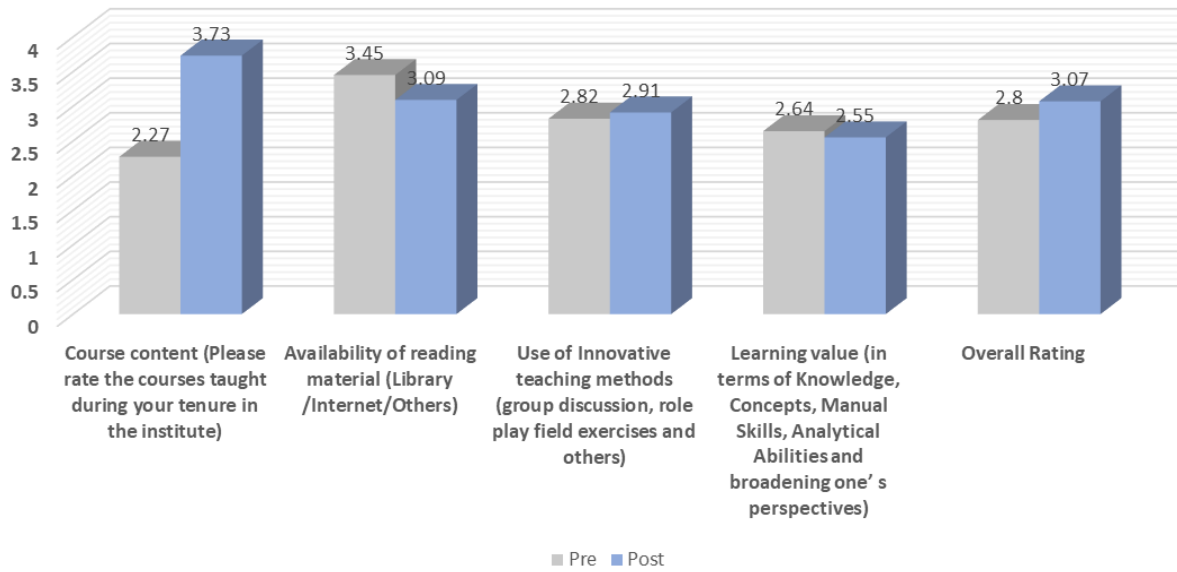 4
3.5
3
2.5
2
1.5
1
0.5
0
2.27
3.73
3.45
3.09
2.82
2.91
2.64
2.55
2.8
3.07
Course content (Please
rate the courses taught
during your tenure in
the institute)
Availability of reading
material (Library
/Internet/Others)
Use of Innovative
teaching methods
(group discussion, role
play field exercises and
others)
Learning value (in
terms of Knowledge,
Concepts, Manual
Skills, Analytical
Abilities and
broadening one’ s
perspectives)
Overall Rating
Pre
Post